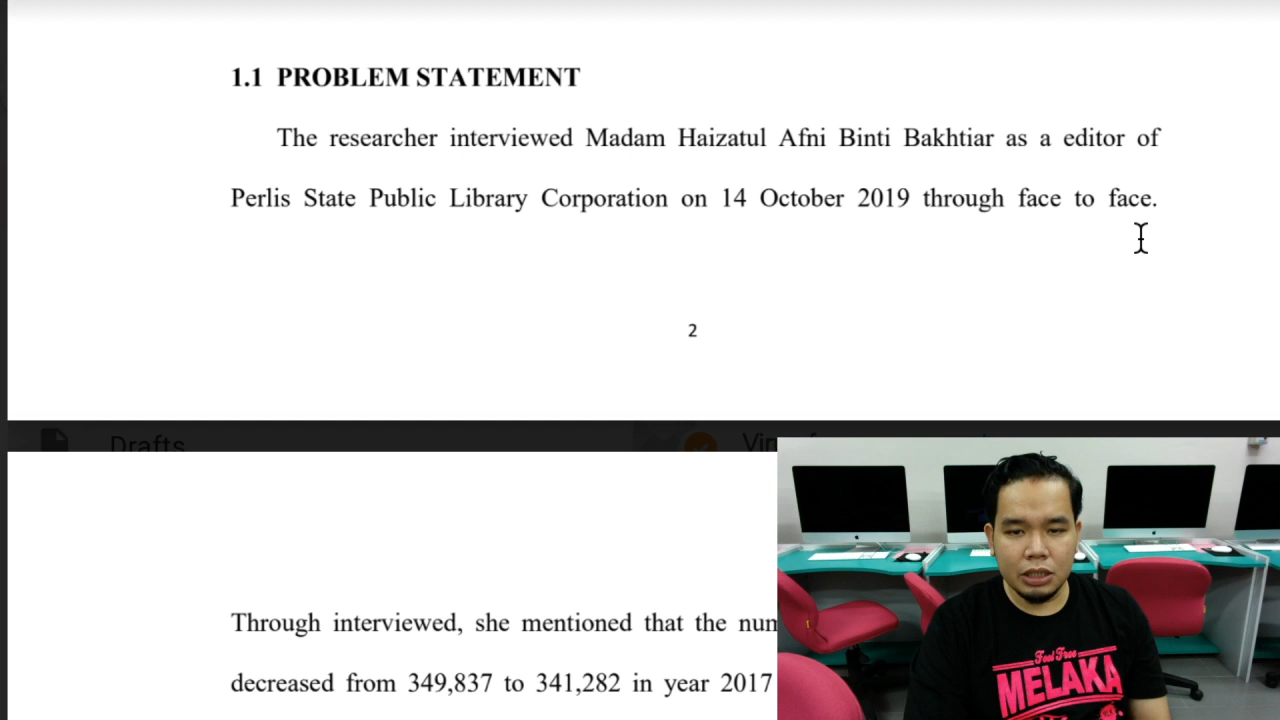 1.1 PROBLEM STATEMENT
The researcher interviewed Madam Haizatul Afni Binti Bakhtiar as a editor of
Perlis State Public Library Corporation on 14 October 2019 through face to face.
2
Drafts
Through interviewed, she mentioned that the
decreased from 349,837 to 341,282 in year 2017
Feel Free
MELAKA